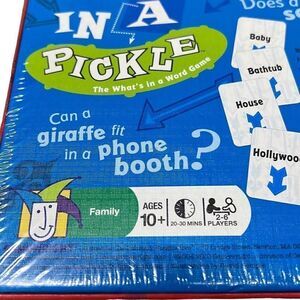 Does a
IN A
PICKLE
The What's in a Word Game
Baby
Bathtub
House
Hollywood
Can a
giraffe fit
in a phone
booth?
Family
AGES
10+
20-30 MINS
2-6
PLAYERS